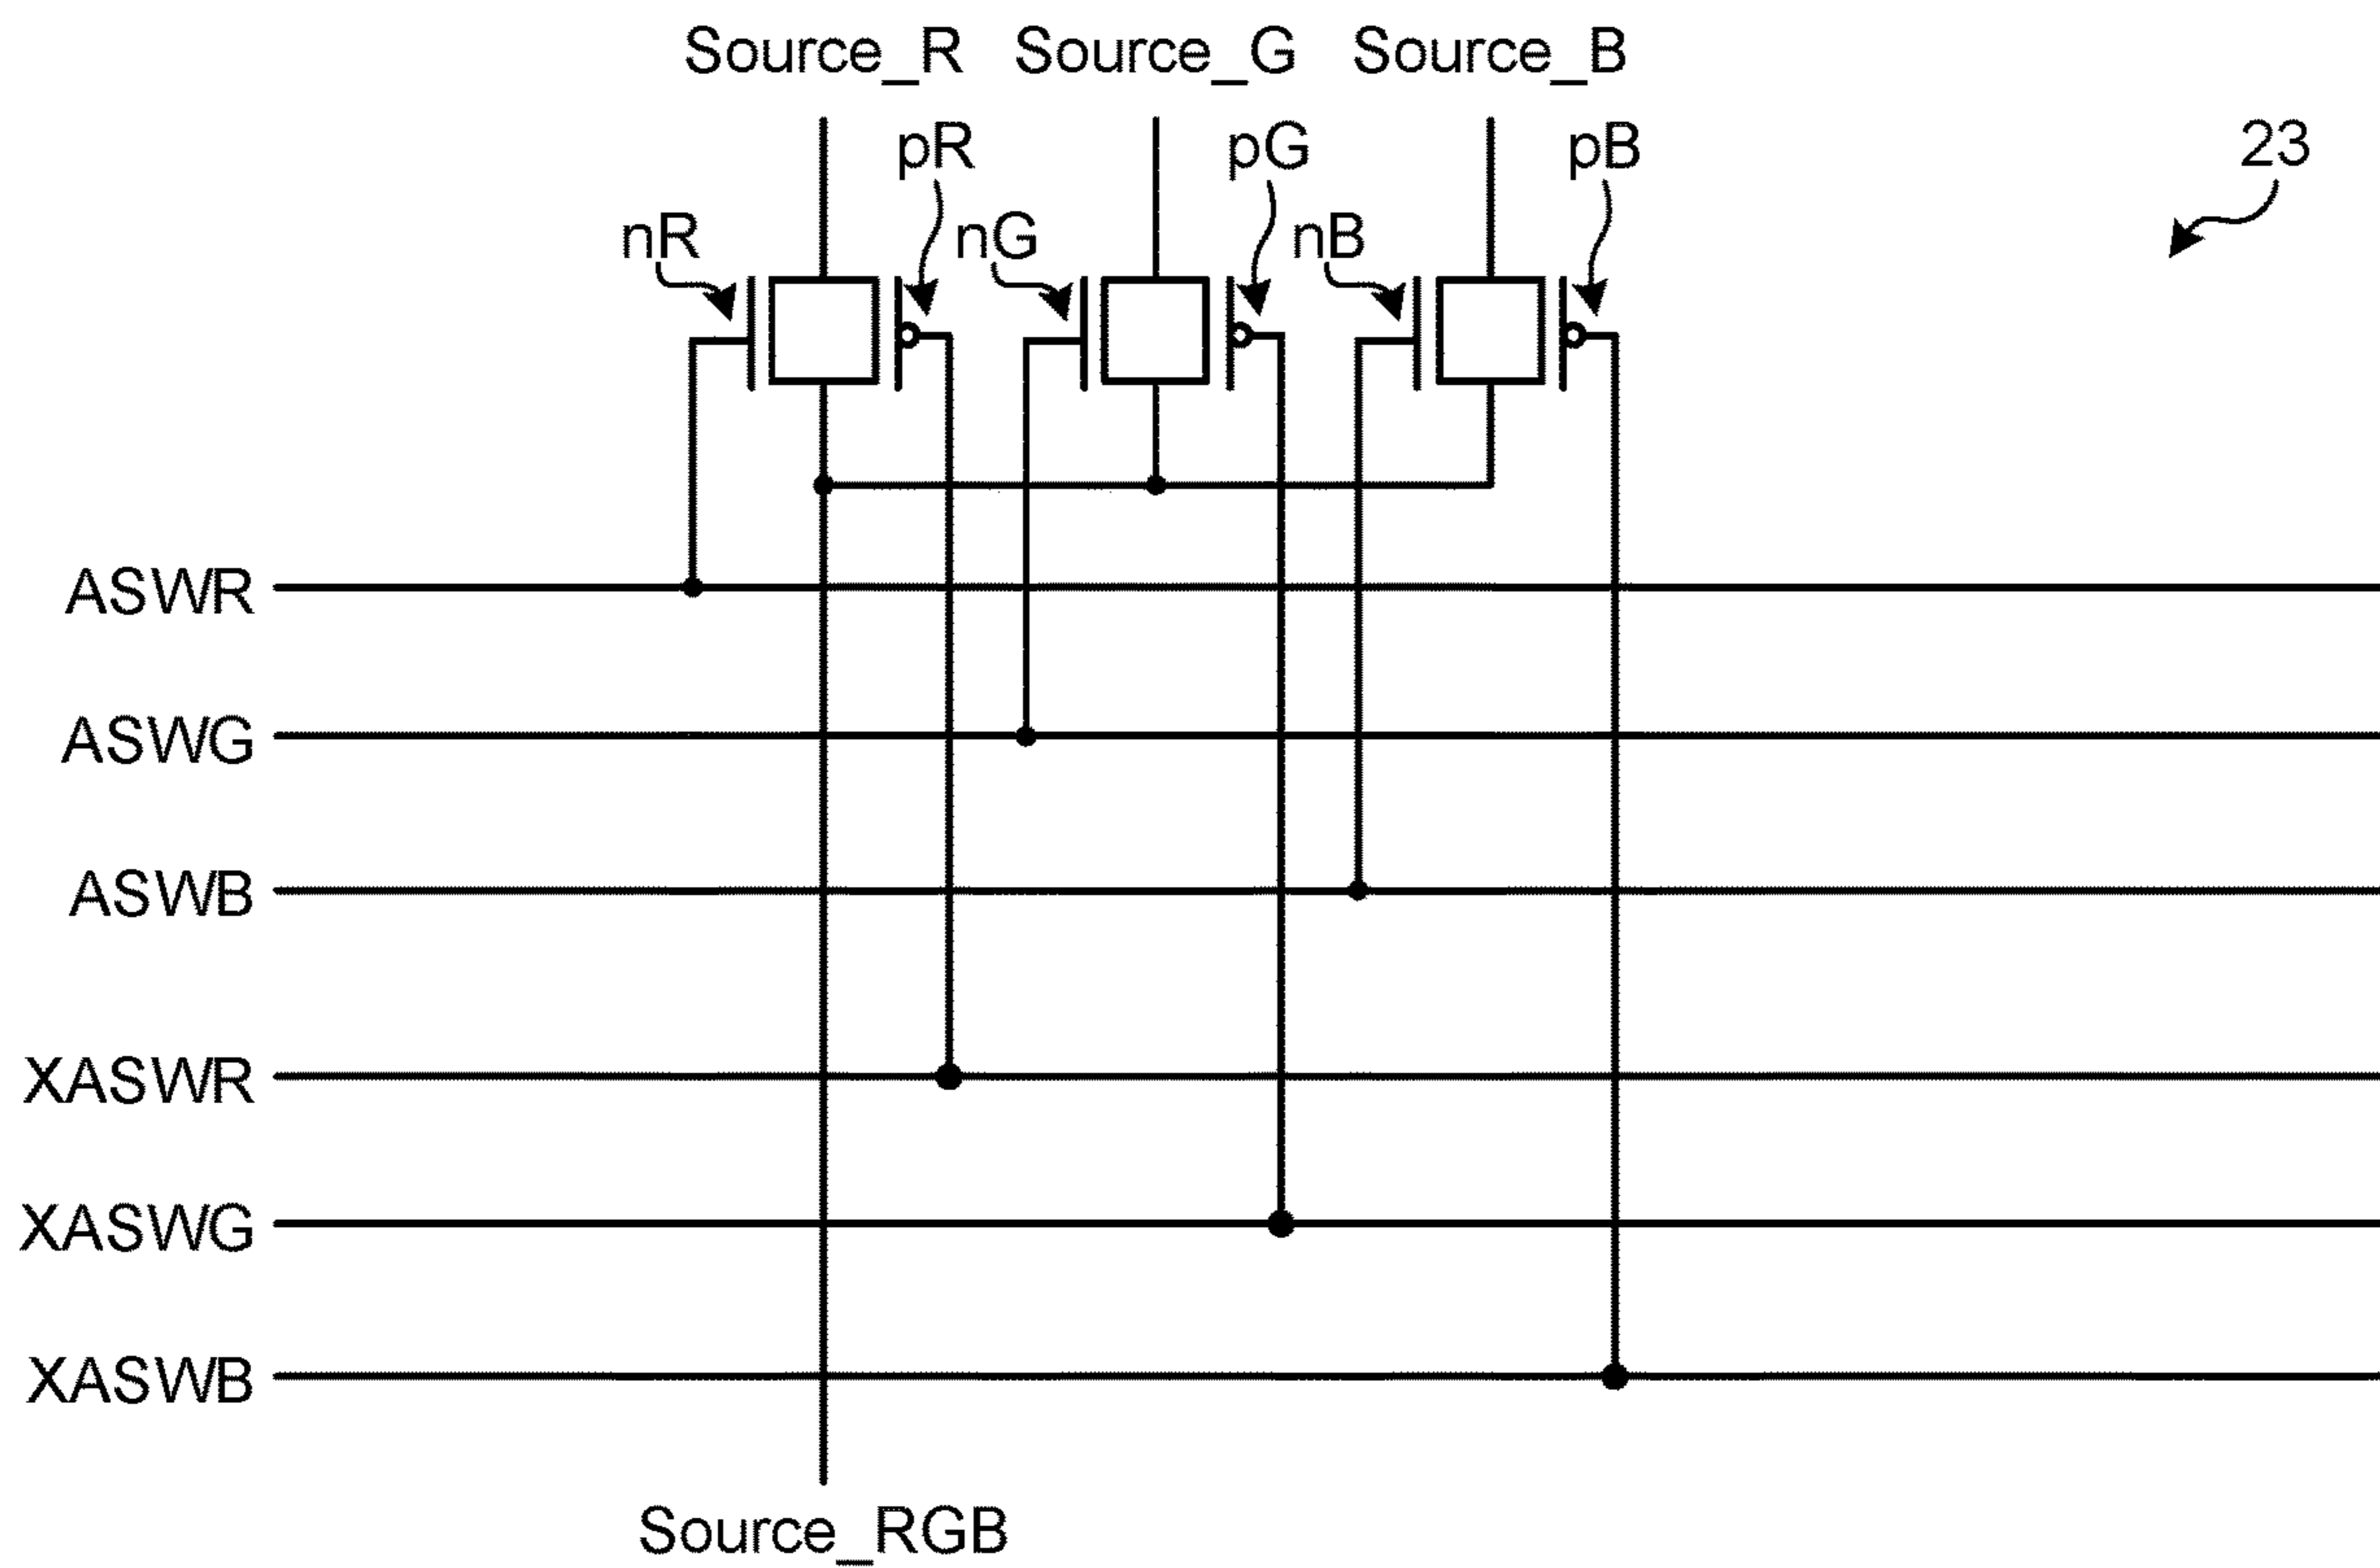 Source_R Source_G Source_B
pR pG pB 23
nR nG nB
ASWR
ASWG
ASWB
XASWR
XASWG
XASWB
Source_RGB